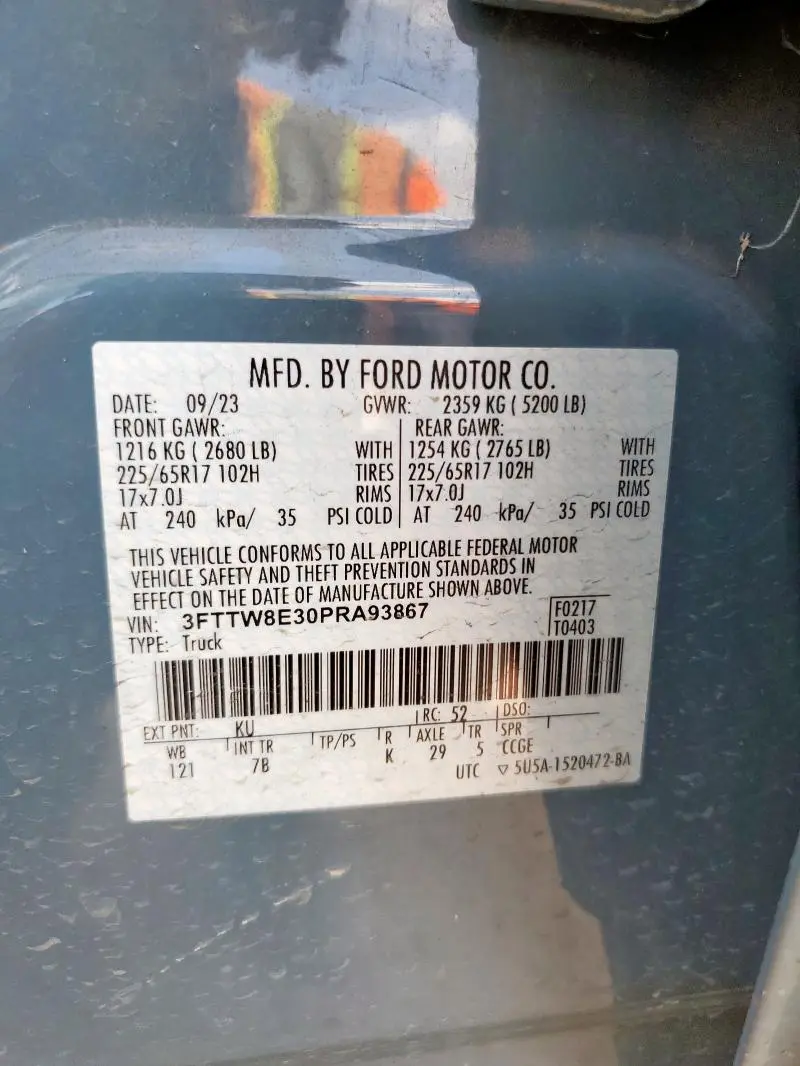 MFD. BY FORD MOTOR CO.
DATE: 09/23 GVWR: 2359 KG ( 5200 LB)
FRONT GAWR: REAR GAWR:
1216 KG ( 2680 LB) WITH 1254 KG ( 2765 LB) WITH
225/65R17 102H TIRES 225/65R17 102H TIRES
17x7.0J RIMS 17x7.0J RIMS
AT 240 kPa/ 35 PSI COLD AT 240 kPa/ 35 PSI COLD
THIS VEHICLE CONFORMS TO ALL APPLICABLE FEDERAL MOTOR
VEHICLE SAFETY AND THEFT PREVENTION STANDARDS IN
EFFECT ON THE DATE OF MANUFACTURE SHOWN ABOVE.
VIN: 3FTTW8E30PRA93867 F0217
TYPE: Truck T0403
EXT PNT: KU RC: 52 DSO:
WB INT TR TP/PS R AXLE TR SPR
121 7B K 29 5 CCGE
UTC ▽ 5U5A-1520472-BA